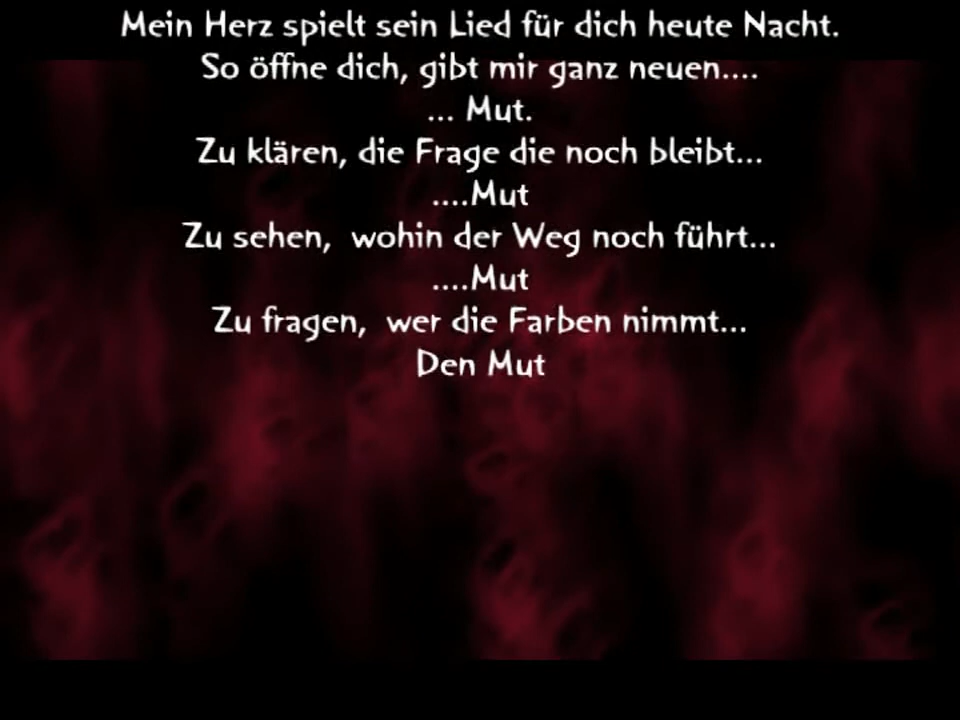 Mein Herz spielt sein Lied für dich heute Nacht.
So öffne dich, gibt mir ganz neuen....
... Mut.
Zu klären, die Frage die noch bleibt...
....Mut
Zu sehen,  wohin der Weg noch führt...
....Mut
Zu fragen,  wer die Farben nimmt...
Den Mut